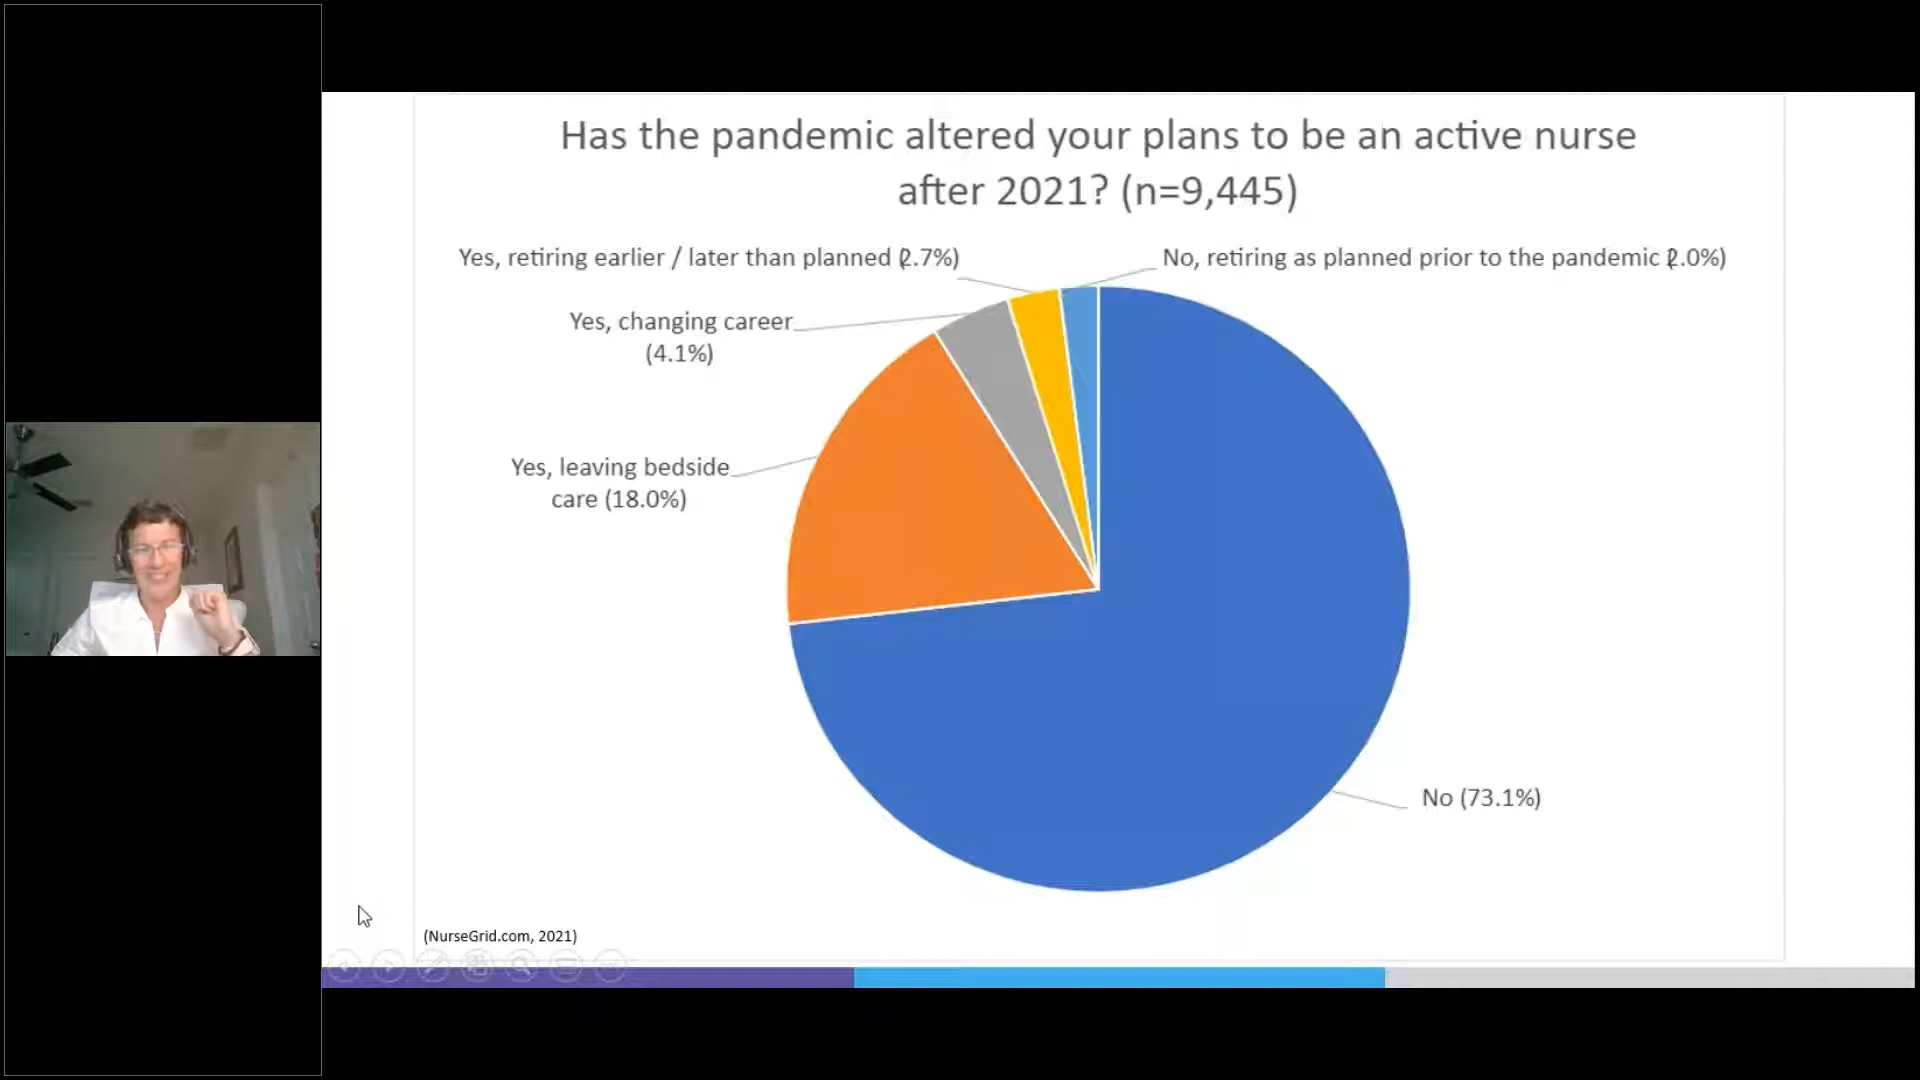 Has the pandemic altered your plans to be an active nurse
after 2021? (n=9,445)
Yes, retiring earlier / later than planned (2.7%)
No, retiring as planned prior to the pandemic (2.0%)
Yes, changing career
(4.1%)
Yes, leaving bedside
care (18.0%)
No (73.1%)
(NurseGrid.com, 2021)